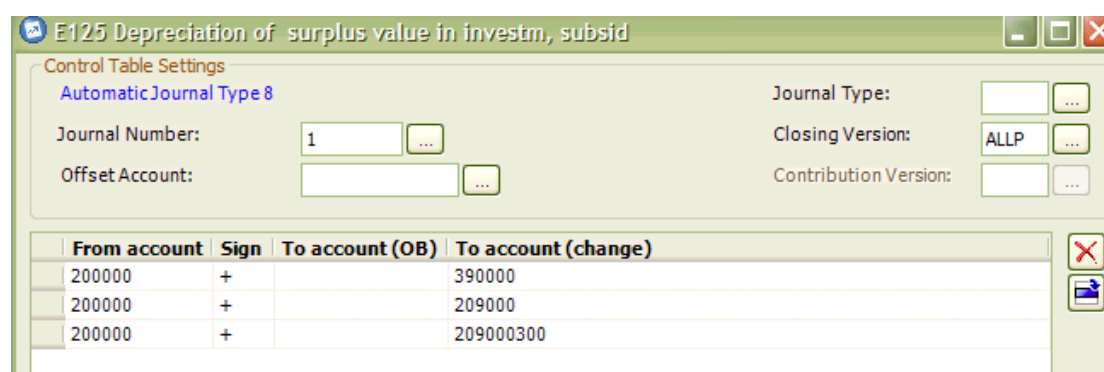 E125 Depreciation of surplus value in investm, subsid
Control Table Settings
Automatic Journal Type 8
Journal Type: ...
Journal Number: 1 ...
Closing Version: ALLP ...
Offset Account: ...
Contribution Version: ...
From account Sign To account (OB) To account (change)
200000 + 390000
200000 + 209000
200000 + 209000300